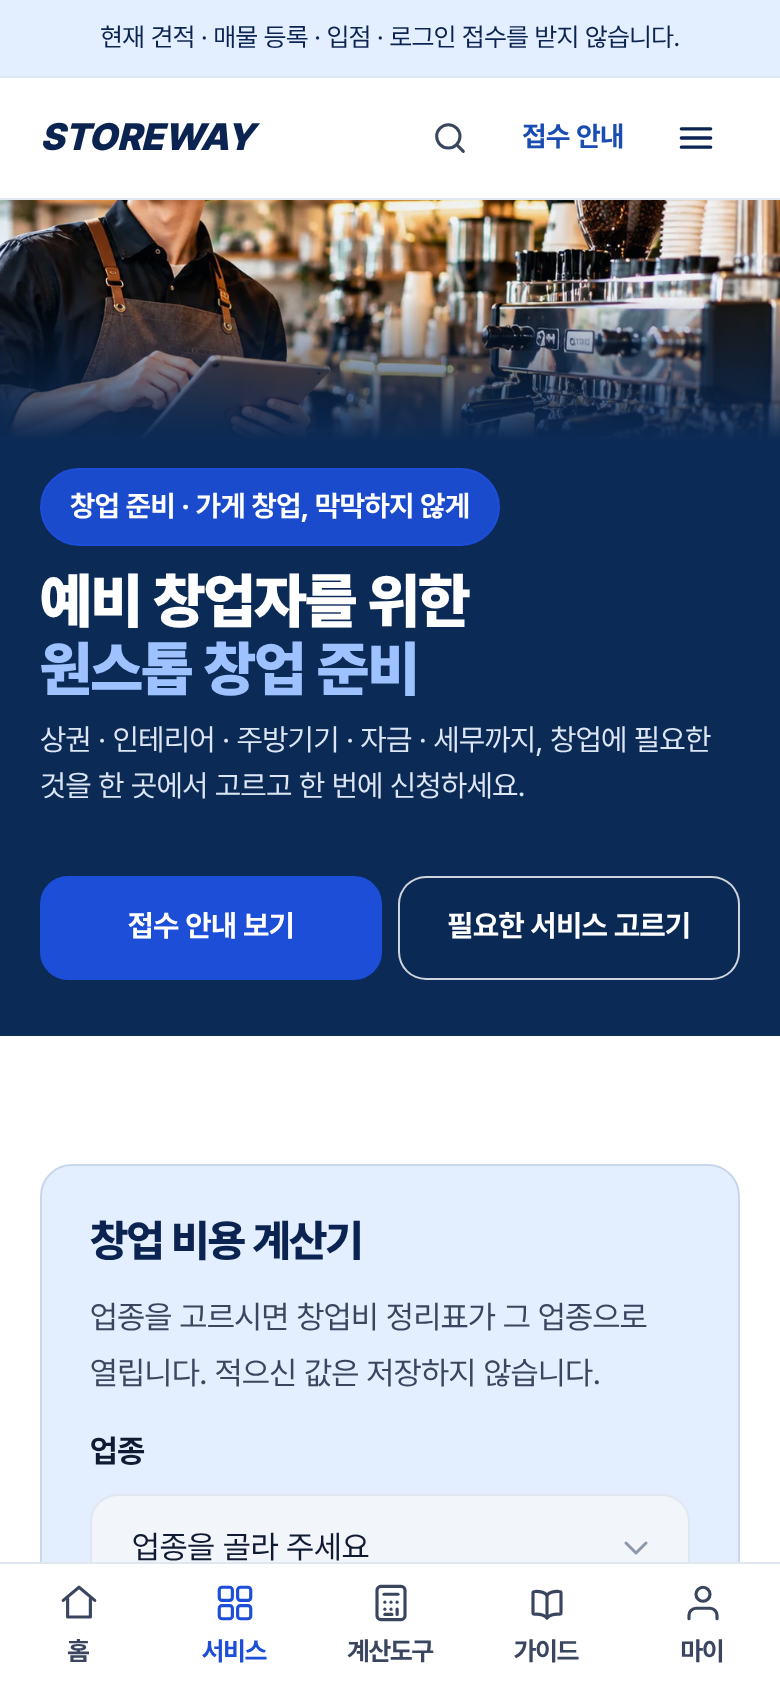 현재 견적 · 매물 등록 · 입점 · 로그인 접수를 받지 않습니다.
STOREWAY
접수 안내
창업 준비 · 가게 창업, 막막하지 않게
예비 창업자를 위한
원스톱 창업 준비
상권 · 인테리어 · 주방기기 · 자금 · 세무까지, 창업에 필요한
것을 한 곳에서 고르고 한 번에 신청하세요.
접수 안내 보기
필요한 서비스 고르기
창업 비용 계산기
업종을 고르시면 창업비 정리표가 그 업종으로
열립니다. 적으신 값은 저장하지 않습니다.
업종
업종을 골라 주세요
홈
서비스
계산도구
가이드
마이